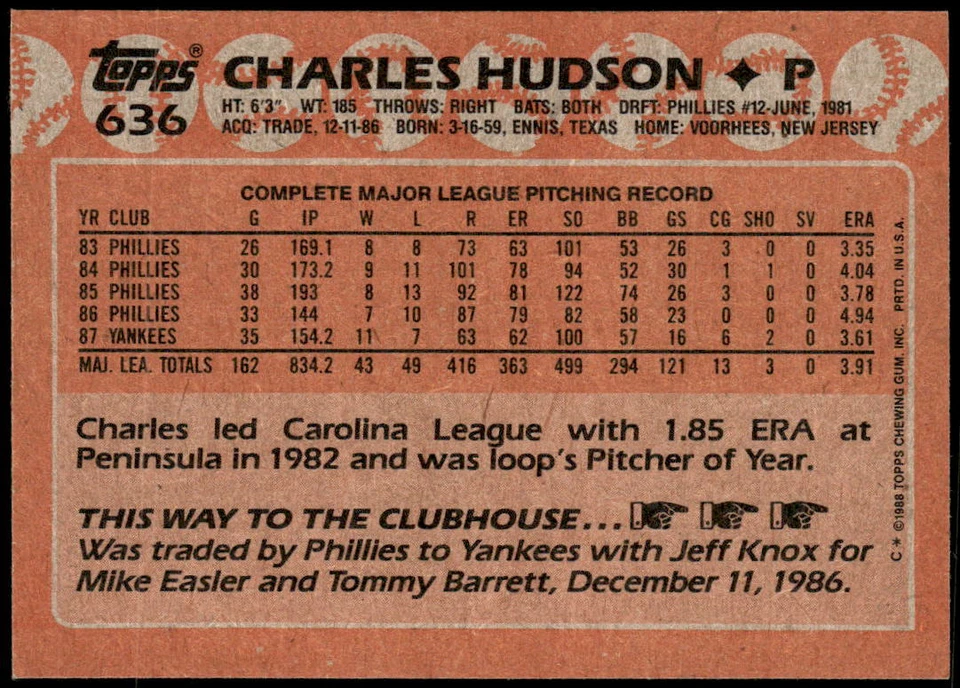 topps® CHARLES HUDSON ✦ P
636 HT: 6'3" WT: 185 THROWS: RIGHT BATS: BOTH DRFT: PHILLIES #12-JUNE, 1981
ACQ: TRADE, 12-11-86 BORN: 3-16-59, ENNIS, TEXAS HOME: VOORHEES, NEW JERSEY
COMPLETE MAJOR LEAGUE PITCHING RECORD
YR CLUB G IP W L R ER SO BB GS CG SHO SV ERA
83 PHILLIES 26 169.1 8 8 73 63 101 53 26 3 0 0 3.35
84 PHILLIES 30 173.2 9 11 101 78 94 52 30 1 1 0 4.04
85 PHILLIES 38 193 8 13 92 81 122 74 26 3 0 0 3.78
86 PHILLIES 33 144 7 10 87 79 82 58 23 0 0 0 4.94
87 YANKEES 35 154.2 11 7 63 62 100 57 16 6 2 0 3.61
MAJ. LEA. TOTALS 162 834.2 43 49 416 363 499 294 121 13 3 0 3.91
Charles led Carolina League with 1.85 ERA at
Peninsula in 1982 and was loop's Pitcher of Year.
THIS WAY TO THE CLUBHOUSE...
Was traded by Phillies to Yankees with Jeff Knox for
Mike Easler and Tommy Barrett, December 11, 1986.
C* ©1988 TOPPS CHEWING GUM, INC. PRTD. IN U.S.A.